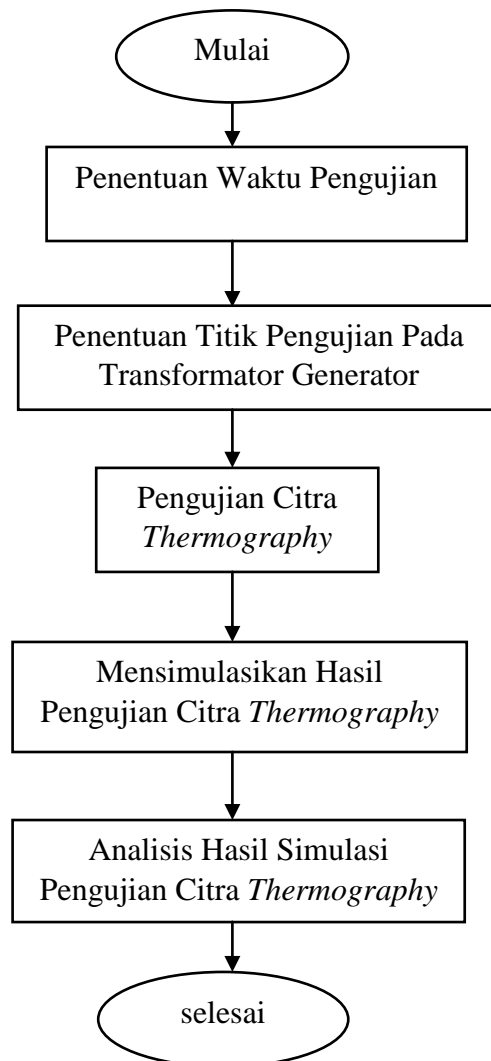 Mulai
Penentuan Waktu Pengujian
Penentuan Titik Pengujian Pada
Transformator Generator
Pengujian Citra
Thermography
Mensimulasikan Hasil
Pengujian Citra Thermography
Analisis Hasil Simulasi
Pengujian Citra Thermography
selesai